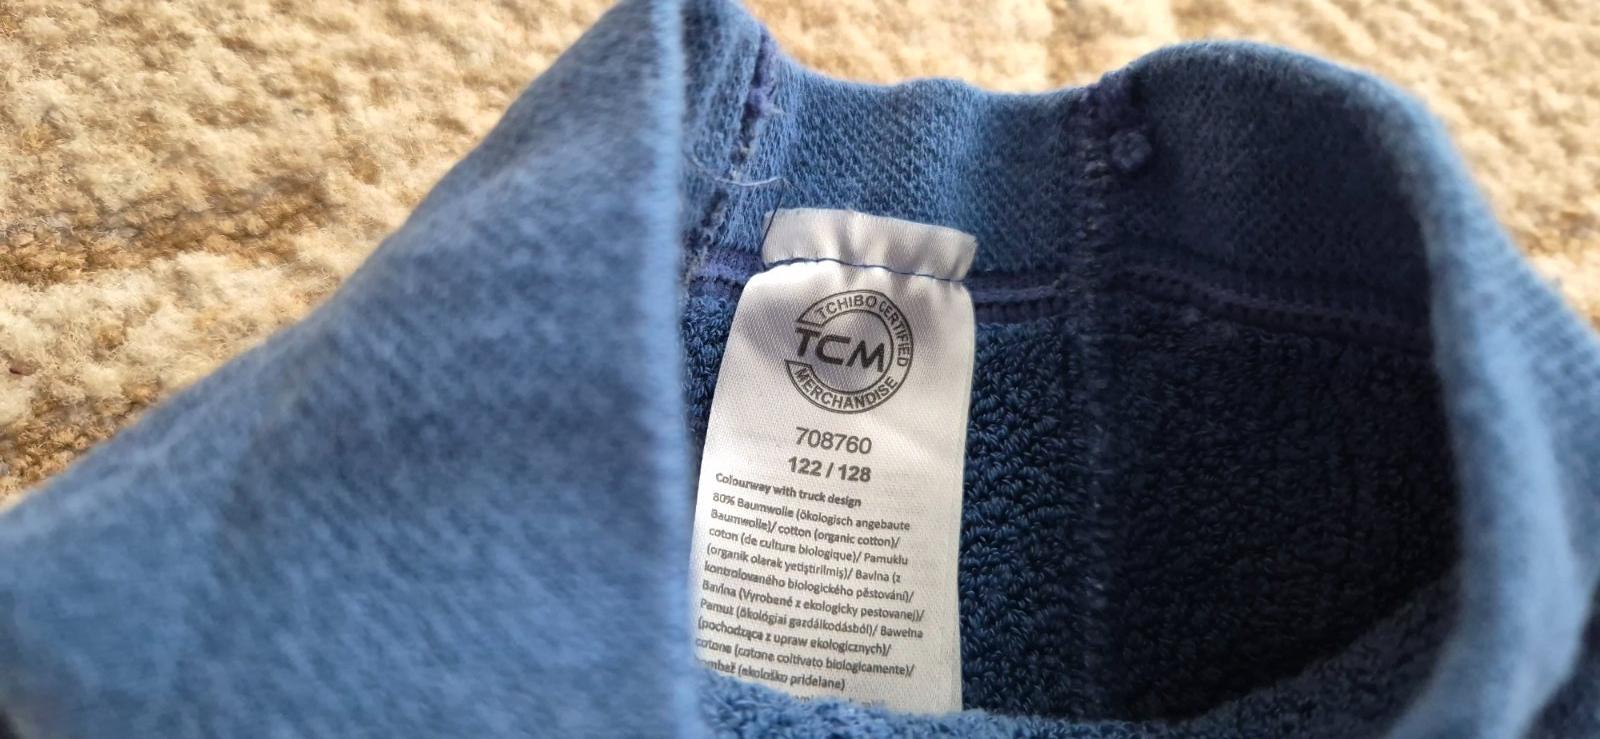 TCHIBO CERTIFIED
TCM
MERCHANDISE
708760
122 / 128
Colourway with truck design
80% Baumwolle (ökologisch angebaute
Baumwolle)/ cotton (organic cotton)/
coton (de culture biologique)/ Pamuklu
(organik olarak yetiştirilmiş)/ Bavlna (z
kontrolovaného biologického pěstování)/
Bavlna (Vyrobené z ekologicky pestovanej)/
Pamut (ökológiai gazdálkodásból)/ Bawełna
(pochodząca z upraw ekologicznych)/
cotone (cotone coltivato biologicamente)/
(ekološko pridelane)